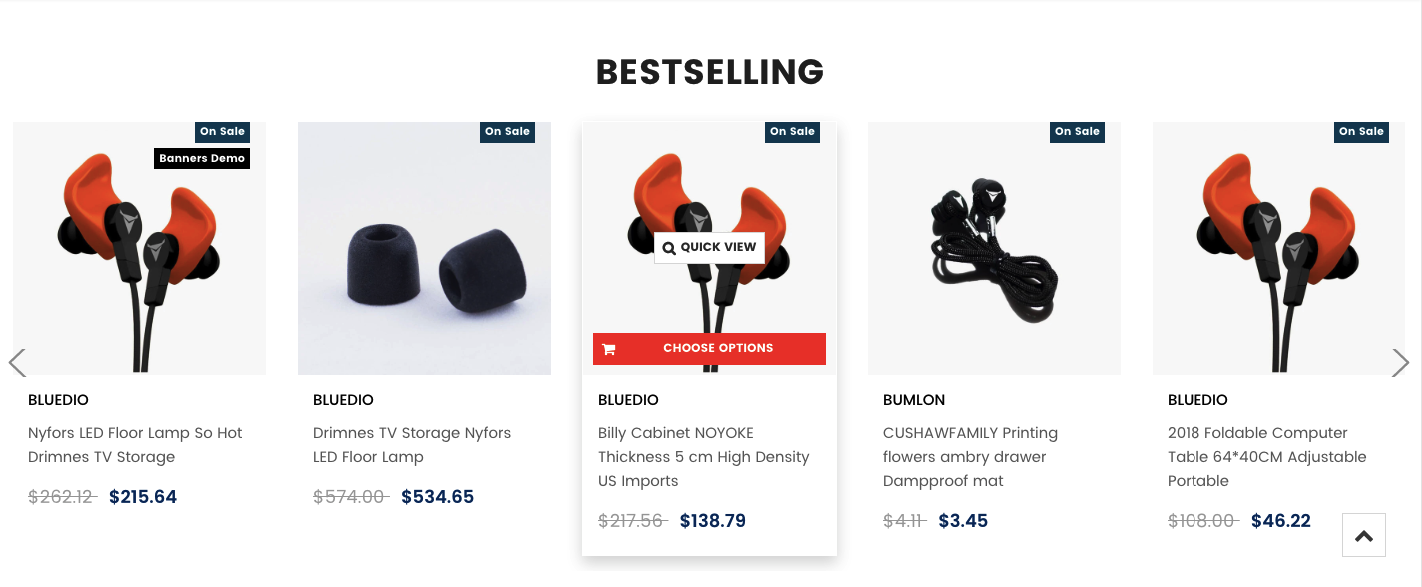 BESTSELLING
On Sale
Banners Demo
BLUEDIO
Nyfors LED Floor Lamp So Hot
Drimnes TV Storage
$262.12 $215.64
On Sale
BLUEDIO
Drimnes TV Storage Nyfors
LED Floor Lamp
$574.00 $534.65
On Sale
QUICK VIEW
CHOOSE OPTIONS
BLUEDIO
Billy Cabinet NOYOKE
Thickness 5 cm High Density
US Imports
$217.56 $138.79
On Sale
BUMLON
CUSHAWFAMILY Printing
flowers ambry drawer
Dampproof mat
$4.11 $3.45
On Sale
BLUEDIO
2018 Foldable Computer
Table 64*40CM Adjustable
Portable
$108.00 $46.22